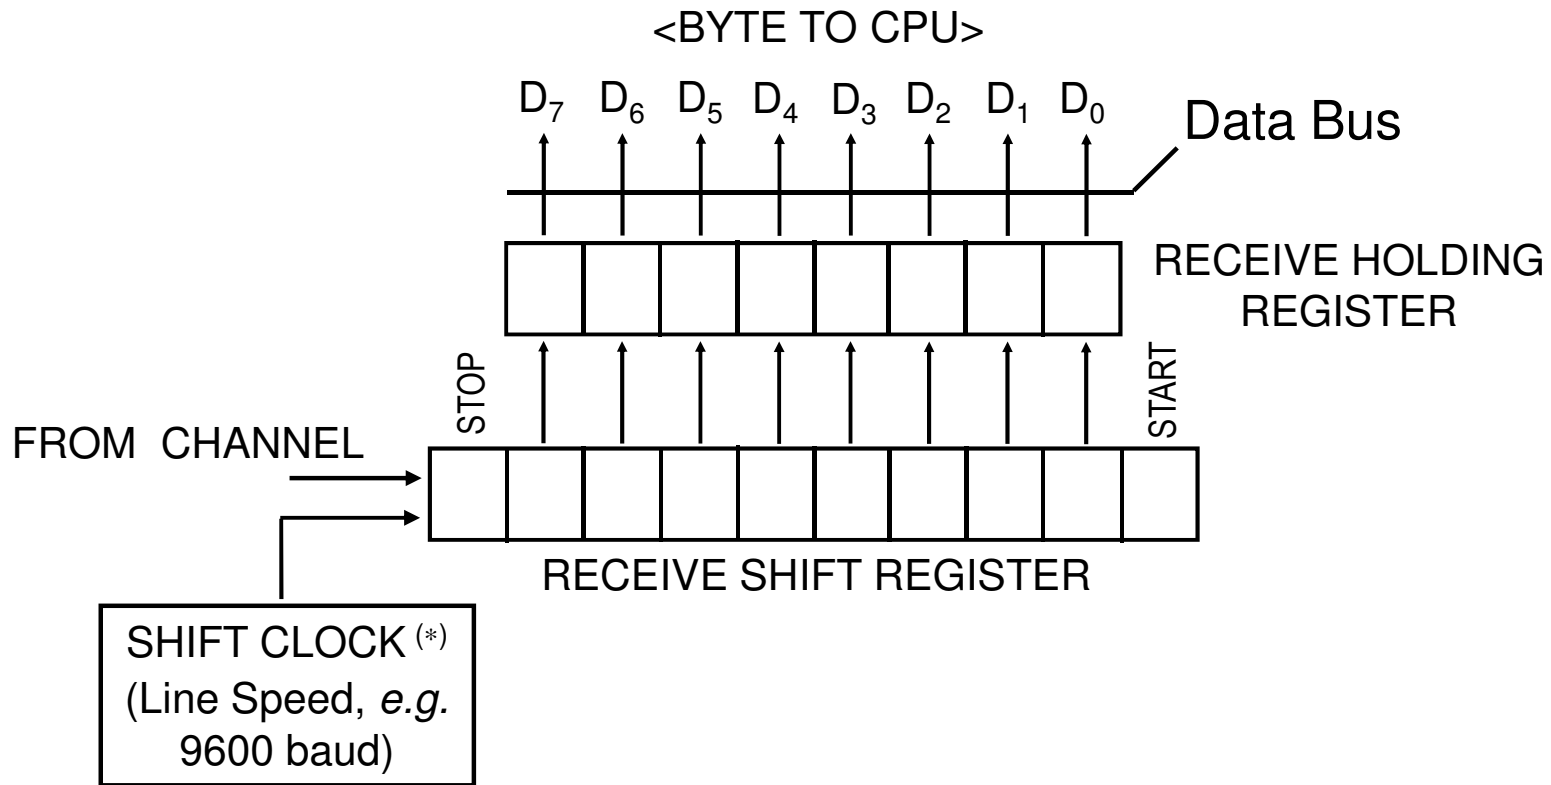 <BYTE TO CPU>
D₇ D₆ D₅ D₄ D₃ D₂ D₁ D₀
Data Bus
RECEIVE HOLDING
REGISTER
STOP
START
FROM CHANNEL
RECEIVE SHIFT REGISTER
SHIFT CLOCK (*)
(Line Speed, e.g.
9600 baud)